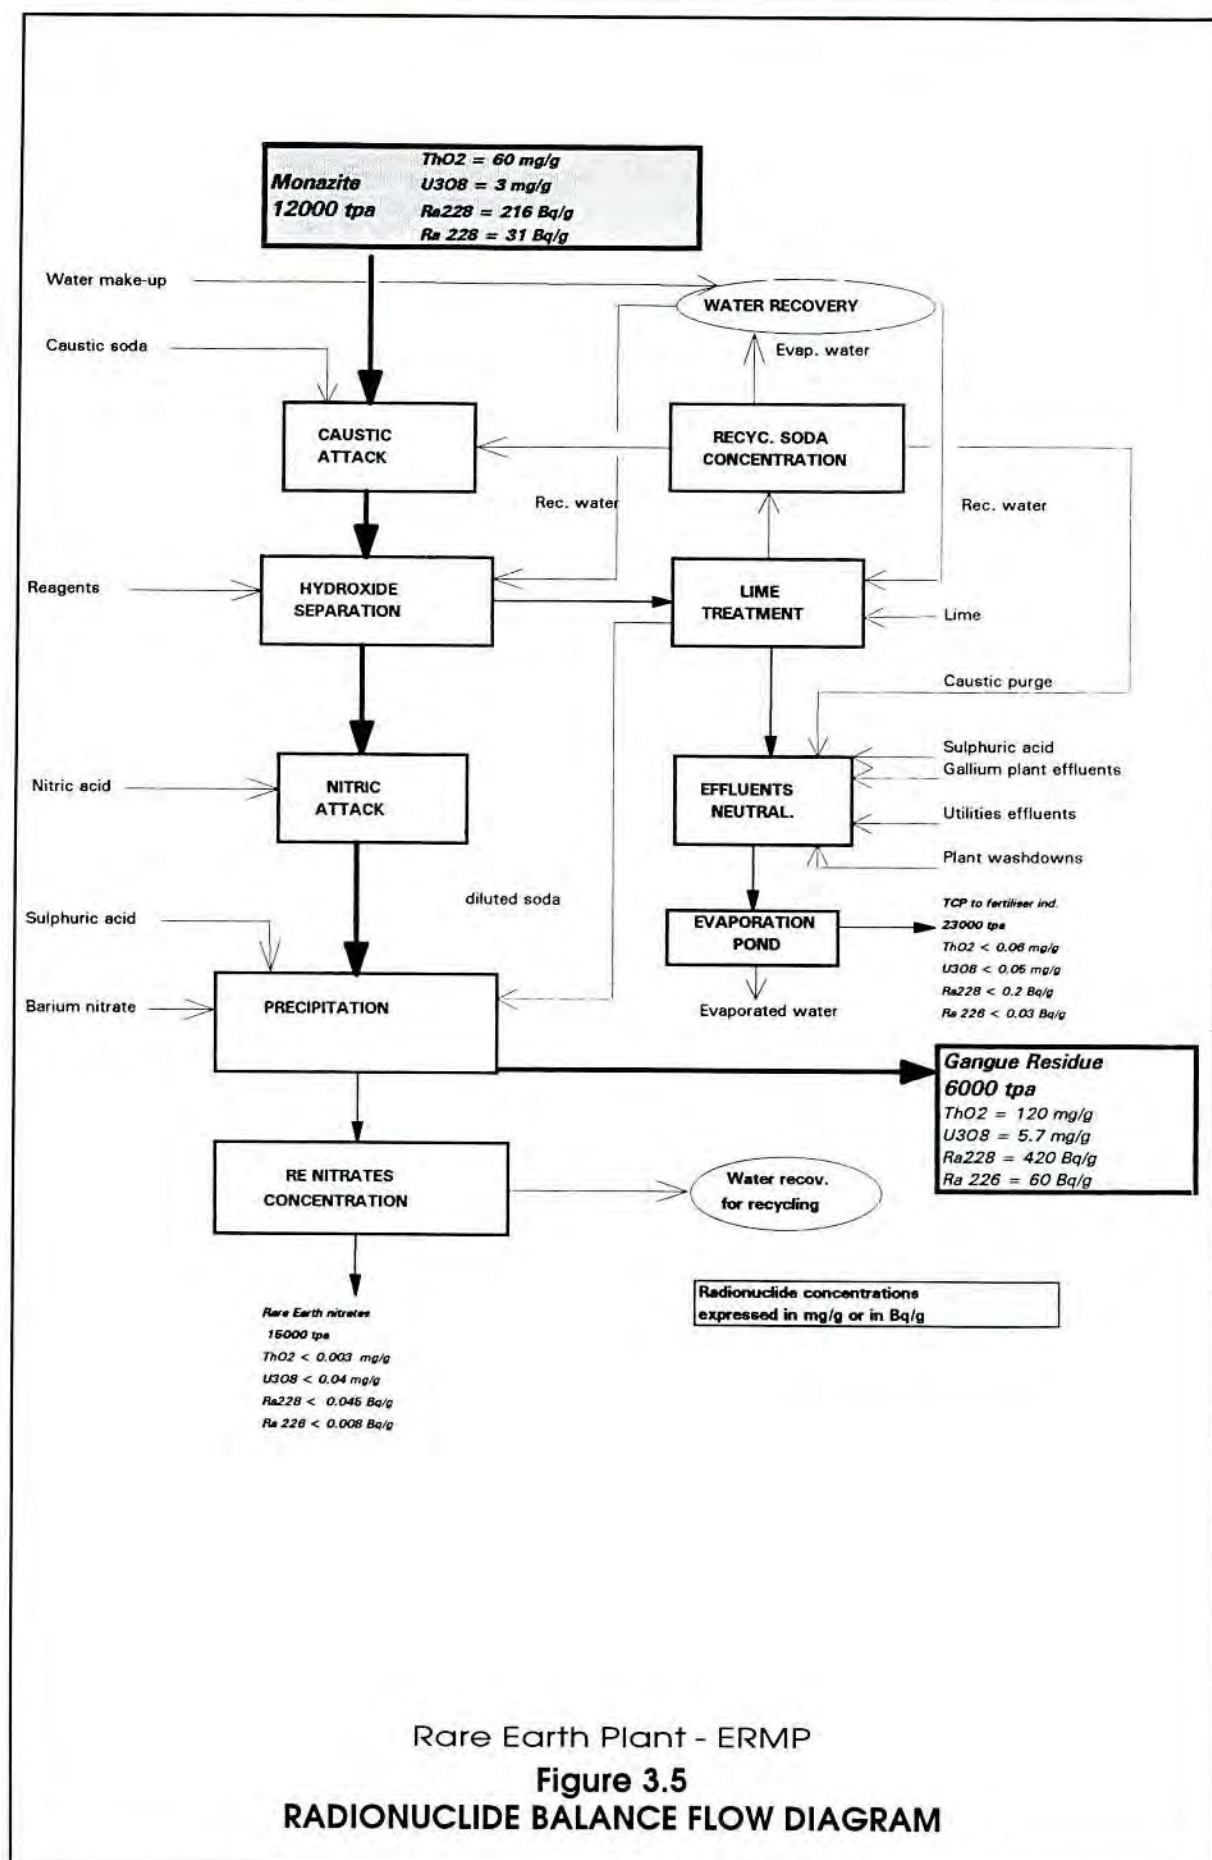 ThO2 = 60 mg/g
Monazite
U3O8 = 3 mg/g
12000 tpa
Ra228 = 216 Bq/g
Ra 228 = 31 Bq/g
Water make-up
WATER RECOVERY
Caustic soda
Evap. water
CAUSTIC
ATTACK
RECYC. SODA
CONCENTRATION
Rec. water
Rec. water
Reagents
HYDROXIDE
SEPARATION
LIME
TREATMENT
Lime
Caustic purge
Nitric acid
NITRIC
ATTACK
EFFLUENTS
NEUTRAL.
Sulphuric acid
Gallium plant effluents
Utilities effluents
Plant washdowns
diluted soda
Sulphuric acid
EVAPORATION
POND
TCP to fertiliser ind.
23000 tpa
ThO2 < 0.06 mg/g
U3O8 < 0.05 mg/g
Ra228 < 0.2 Bq/g
Ra 226 < 0.03 Bq/g
Barium nitrate
PRECIPITATION
Evaporated water
Gangue Residue
6000 tpa
ThO2 = 120 mg/g
U3O8 = 5.7 mg/g
Ra228 = 420 Bq/g
Ra 226 = 60 Bq/g
RE NITRATES
CONCENTRATION
Water recov.
for recycling
Radionuclide concentrations
expressed in mg/g or in Bq/g
Rare Earth nitrates
15000 tpa
ThO2 < 0.003 mg/g
U3O8 < 0.04 mg/g
Ra228 < 0.045 Bq/g
Ra 226 < 0.008 Bq/g
Rare Earth Plant - ERMP
Figure 3.5
RADIONUCLIDE BALANCE FLOW DIAGRAM